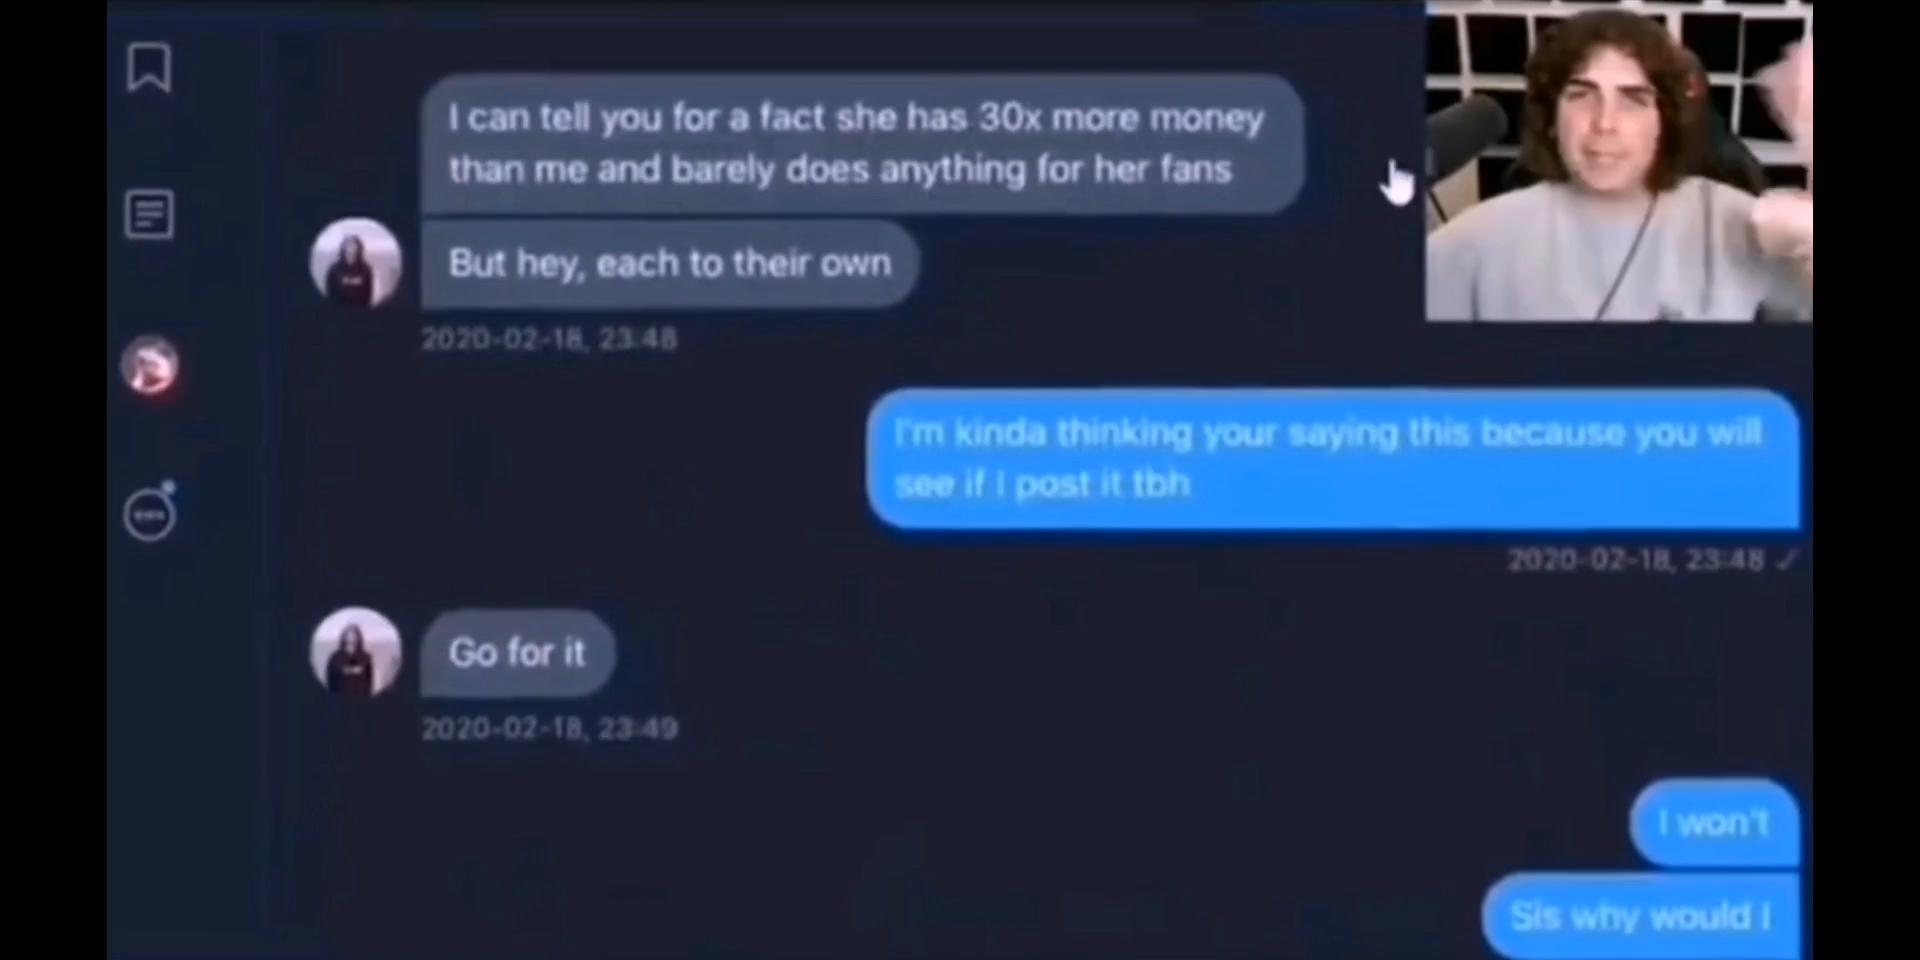 I can tell you for a fact she has 30x more money
than me and barely does anything for her fans
But hey, each to their own
2020-02-18, 23:48
I'm kinda thinking your saying this because you will
see if I post it tbh
2020-02-18, 23:48
Go for it
2020-02-18, 23:49
I won't
Sis why would I